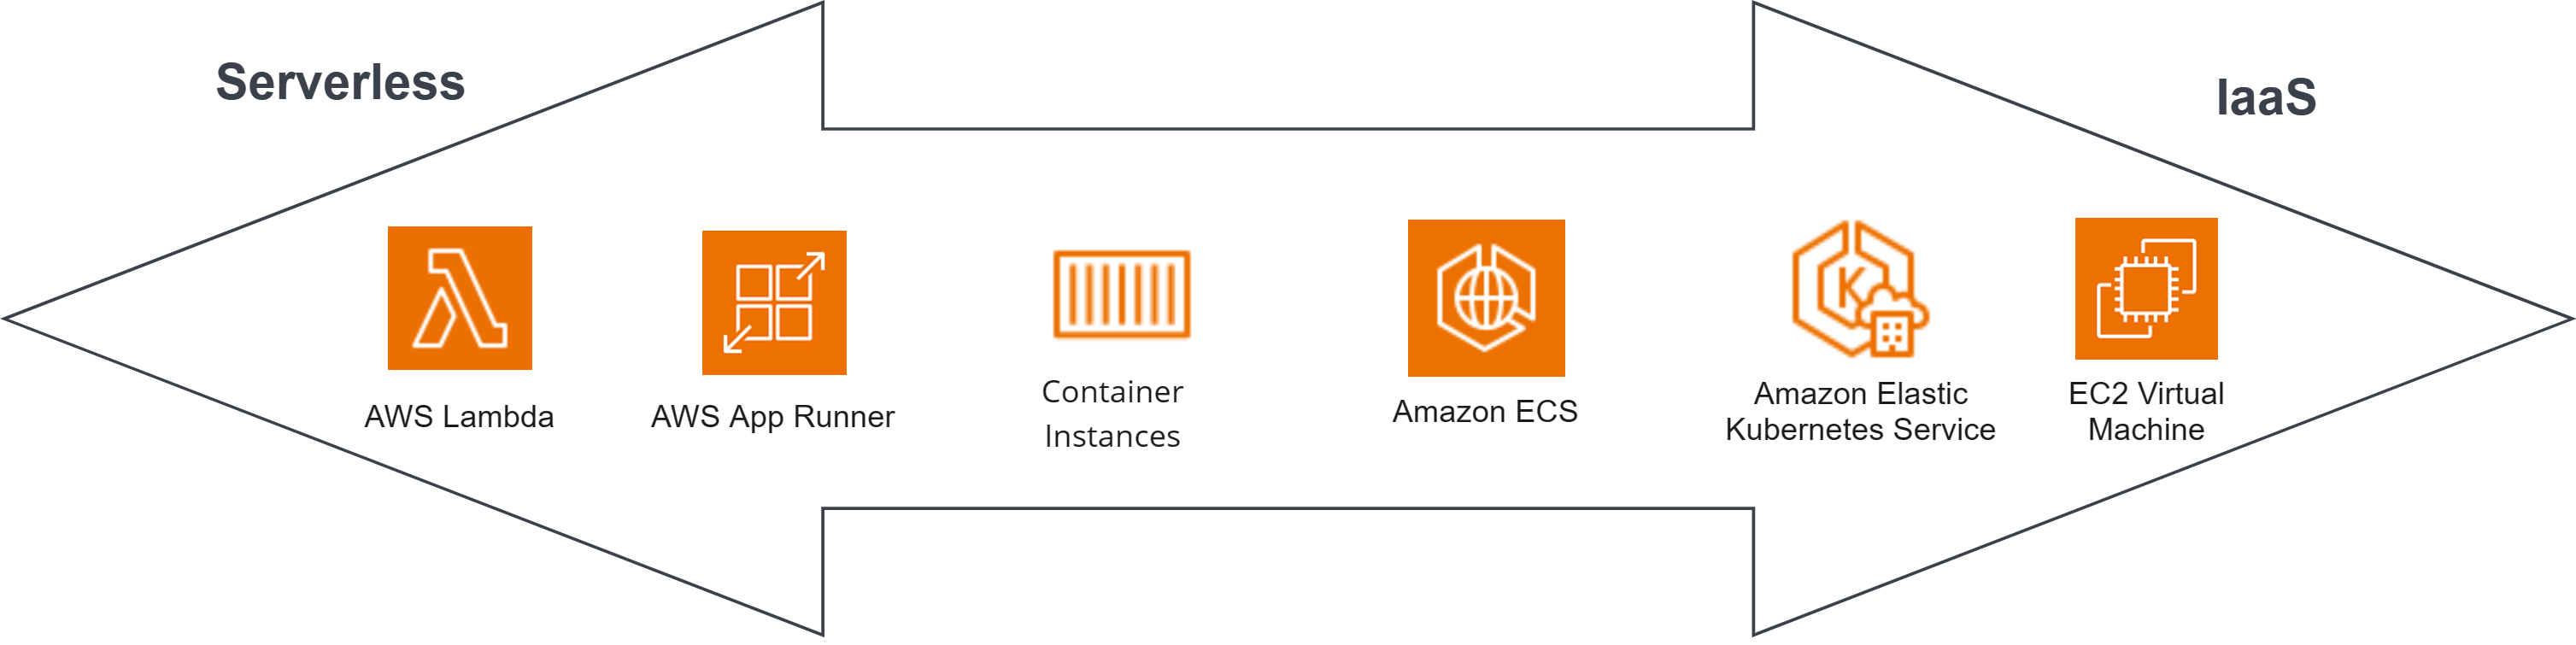 Serverless
IaaS
AWS Lambda
AWS App Runner
Container
Instances
Amazon ECS
Amazon Elastic
Kubernetes Service
EC2 Virtual
Machine
K